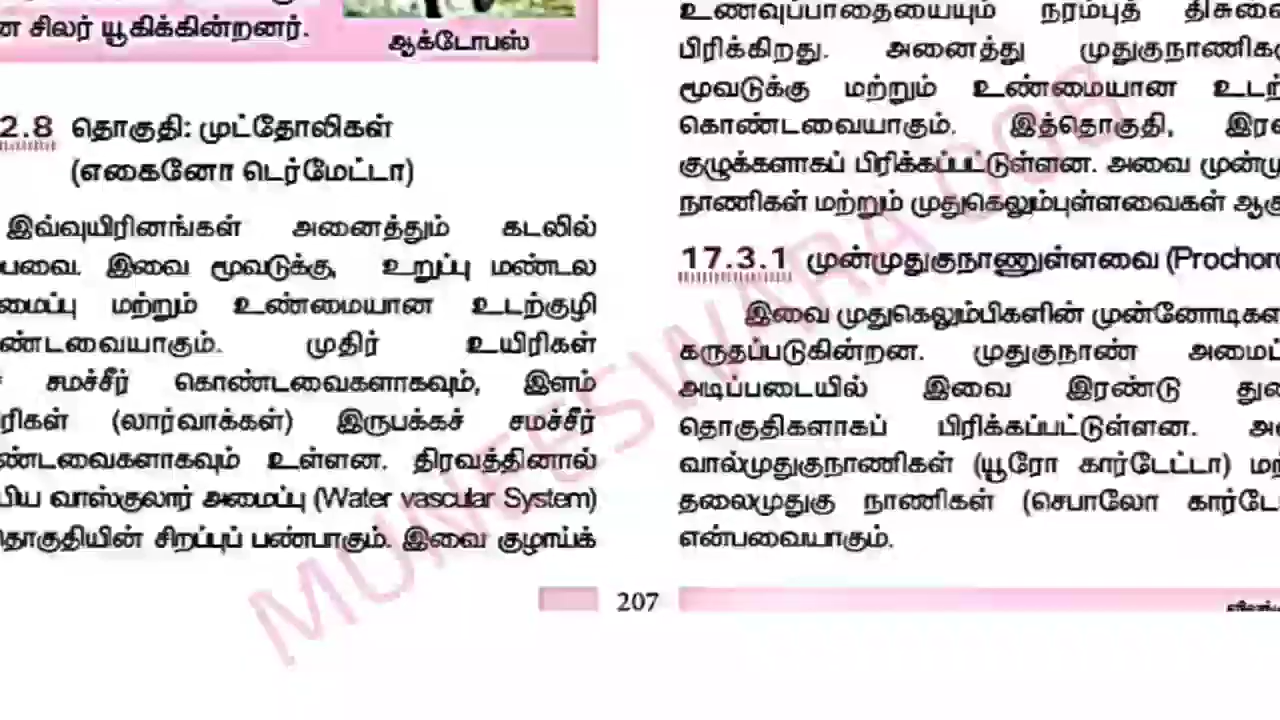 ன சிலர் யூகிக்கின்றனர்.
ஆக்டோபஸ்
2.8 தொகுதி: முட்தோலிகள்
(எகைனோ டெர்மேட்டா)
இவ்வுயிரினங்கள் அனைத்தும் கடலில்
பவை. இவை மூவடுக்கு, உறுப்பு மண்டல
மைப்பு மற்றும் உண்மையான உடற்குழி
ண்டவையாகும். முதிர் உயிரிகள்
சமச்சீர் கொண்டவைகளாகவும், இளம்
ரிகள் (லார்வாக்கள்) இருபக்கச் சமச்சீர்
ண்டவைகளாகவும் உள்ளன. திரவத்தினால்
பிய வாஸ்குலார் அமைப்பு (Water vascular System)
தொகுதியின் சிறப்புப் பண்பாகும். இவை குழாய்க்
உணவுப்பாதையையும் நரம்புத் திசுவை
பிரிக்கிறது. அனைத்து முதுகுநாணிக
மூவடுக்கு மற்றும் உண்மையான உடற்
கொண்டவையாகும். இத்தொகுதி, இர
குழுக்களாகப் பிரிக்கப்பட்டுள்ளன. அவை முன்மு
நாணிகள் மற்றும் முதுகெலும்புள்ளவைகள் ஆகு
17.3.1 முன்முதுகுநாணுள்ளவை (Prochor
இவை முதுகெலும்பிகளின் முன்னோடிகள
கருதப்படுகின்றன. முதுகுநாண் அமைப்
அடிப்படையில் இவை இரண்டு து
தொகுதிகளாகப் பிரிக்கப்பட்டுள்ளன. அ
வால்முதுகுநாணிகள் (யூரோ கார்டேட்டா) மற்
தலைமுதுகு நாணிகள் (செபாலோ கார்டே
என்பவையாகும்.
207
MUNEESWARA 006